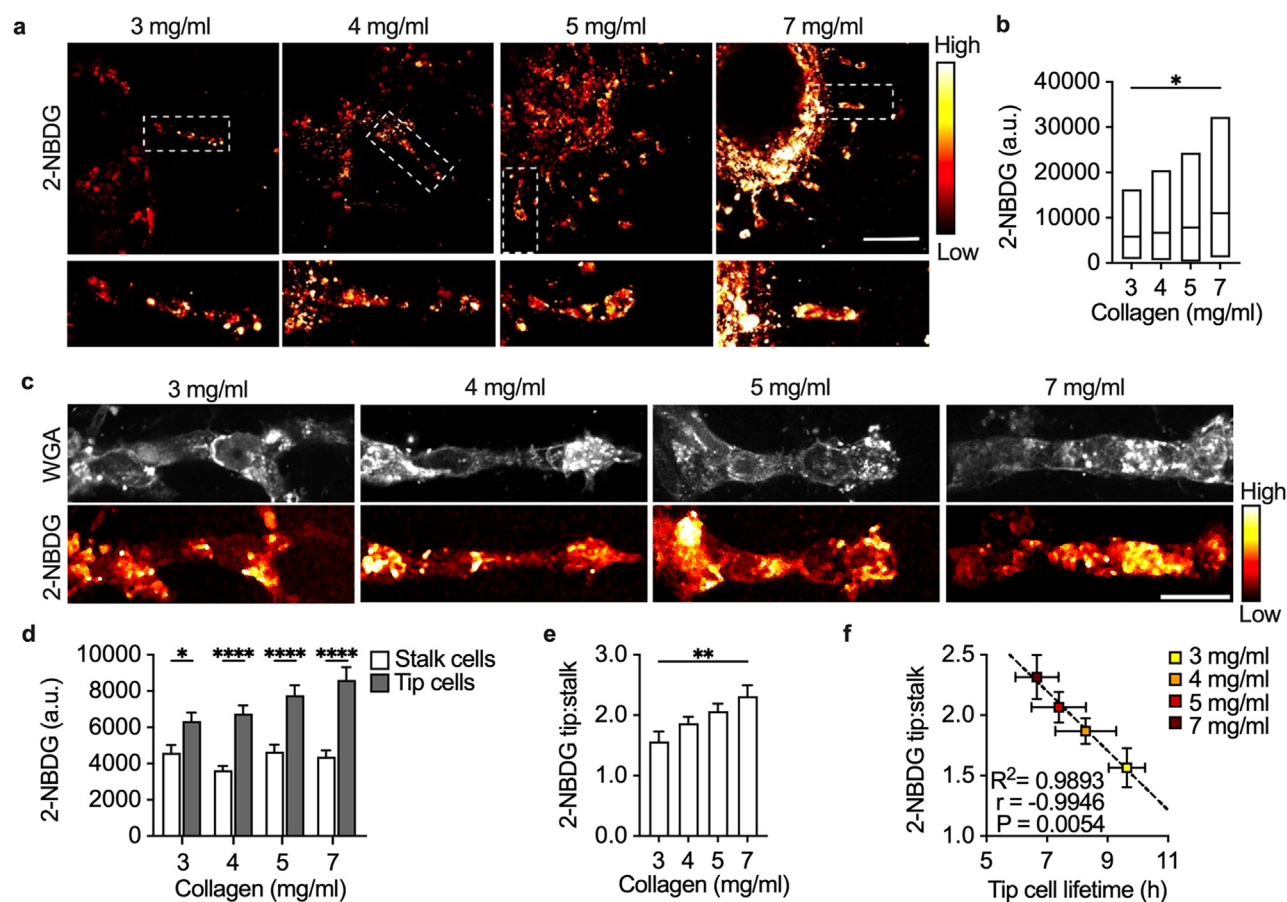 a
3 mg/ml 4 mg/ml 5 mg/ml 7 mg/ml
2-NBDG
High
Low
b
*
40000
30000
20000
10000
0
2-NBDG (a.u.)
3 4 5 7
Collagen (mg/ml)
c
3 mg/ml 4 mg/ml 5 mg/ml 7 mg/ml
WGA
2-NBDG
High
Low
d
* **** **** ****
Stalk cells
Tip cells
10000
8000
6000
4000
2000
0
2-NBDG (a.u.)
3 4 5 7
Collagen (mg/ml)
e
**
3.0
2.0
1.0
0.0
2-NBDG tip:stalk
3 4 5 7
Collagen (mg/ml)
f
2.5
2.0
1.5
1.0
2-NBDG tip:stalk
3 mg/ml
4 mg/ml
5 mg/ml
7 mg/ml
R²= 0.9893
r = -0.9946
P = 0.0054
5 7 9 11
Tip cell lifetime (h)